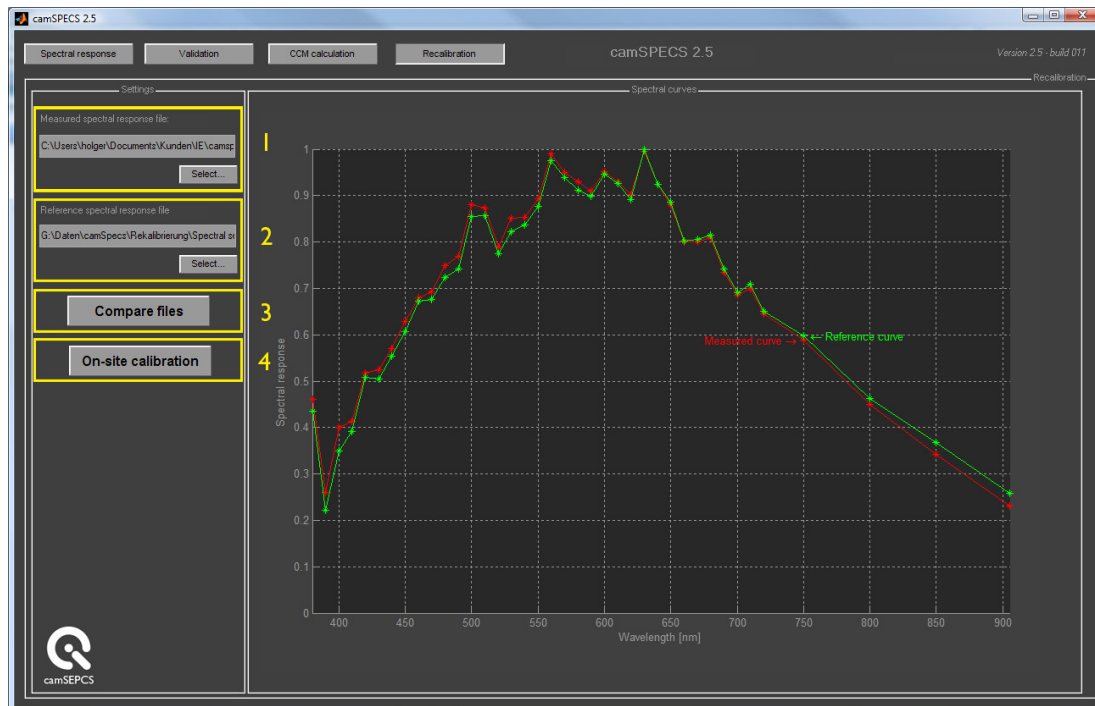 camSPECS 2.5
Spectral response
Validation
CCM calculation
Recalibration
camSPECS 2.5
Version 2.5 - build 011
Recalibration
Settings
Measured spectral response file:
C:\Users\holger\Documents\Kunden\IE\camsp
Select...
1
Reference spectral response file
G:\Daten\camSpecs\Rekalibrierung\Spectral se
Select...
2
Compare files
3
On-site calibration
4
camSEPCS
Spectral curves
1
0.9
0.8
0.7
0.6
0.5
0.4
0.3
0.2
0.1
0
Spectral response
Measured curve →
← Reference curve
400 450 500 550 600 650 700 750 800 850 900
Wavelength [nm]